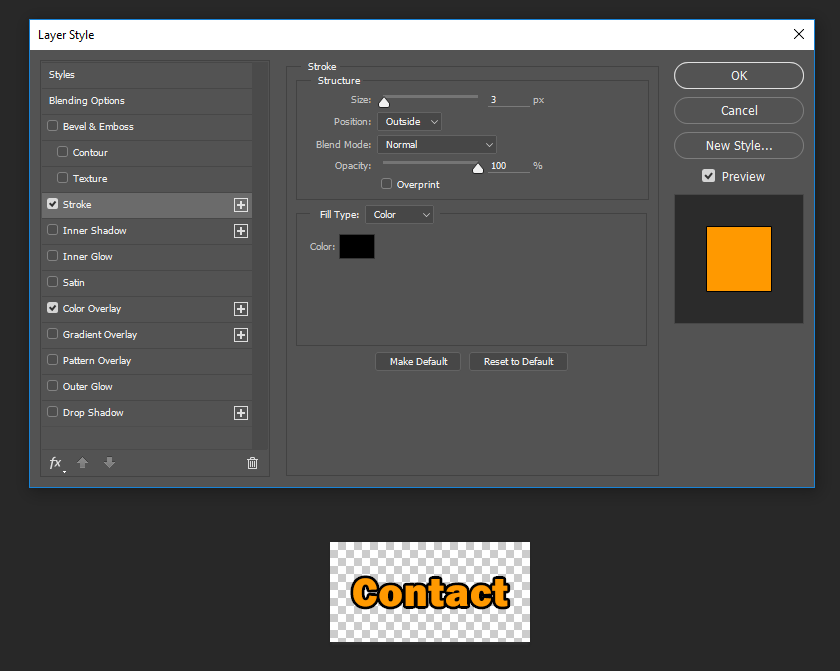 Layer Style
Styles
Blending Options
Bevel & Emboss
Contour
Texture
Stroke
Inner Shadow
Inner Glow
Satin
Color Overlay
Gradient Overlay
Pattern Overlay
Outer Glow
Drop Shadow
fx
Stroke
Structure
Size: 3 px
Position: Outside
Blend Mode: Normal
Opacity: 100 %
Overprint
Fill Type: Color
Color:
Make Default Reset to Default
OK
Cancel
New Style...
Preview
Contact